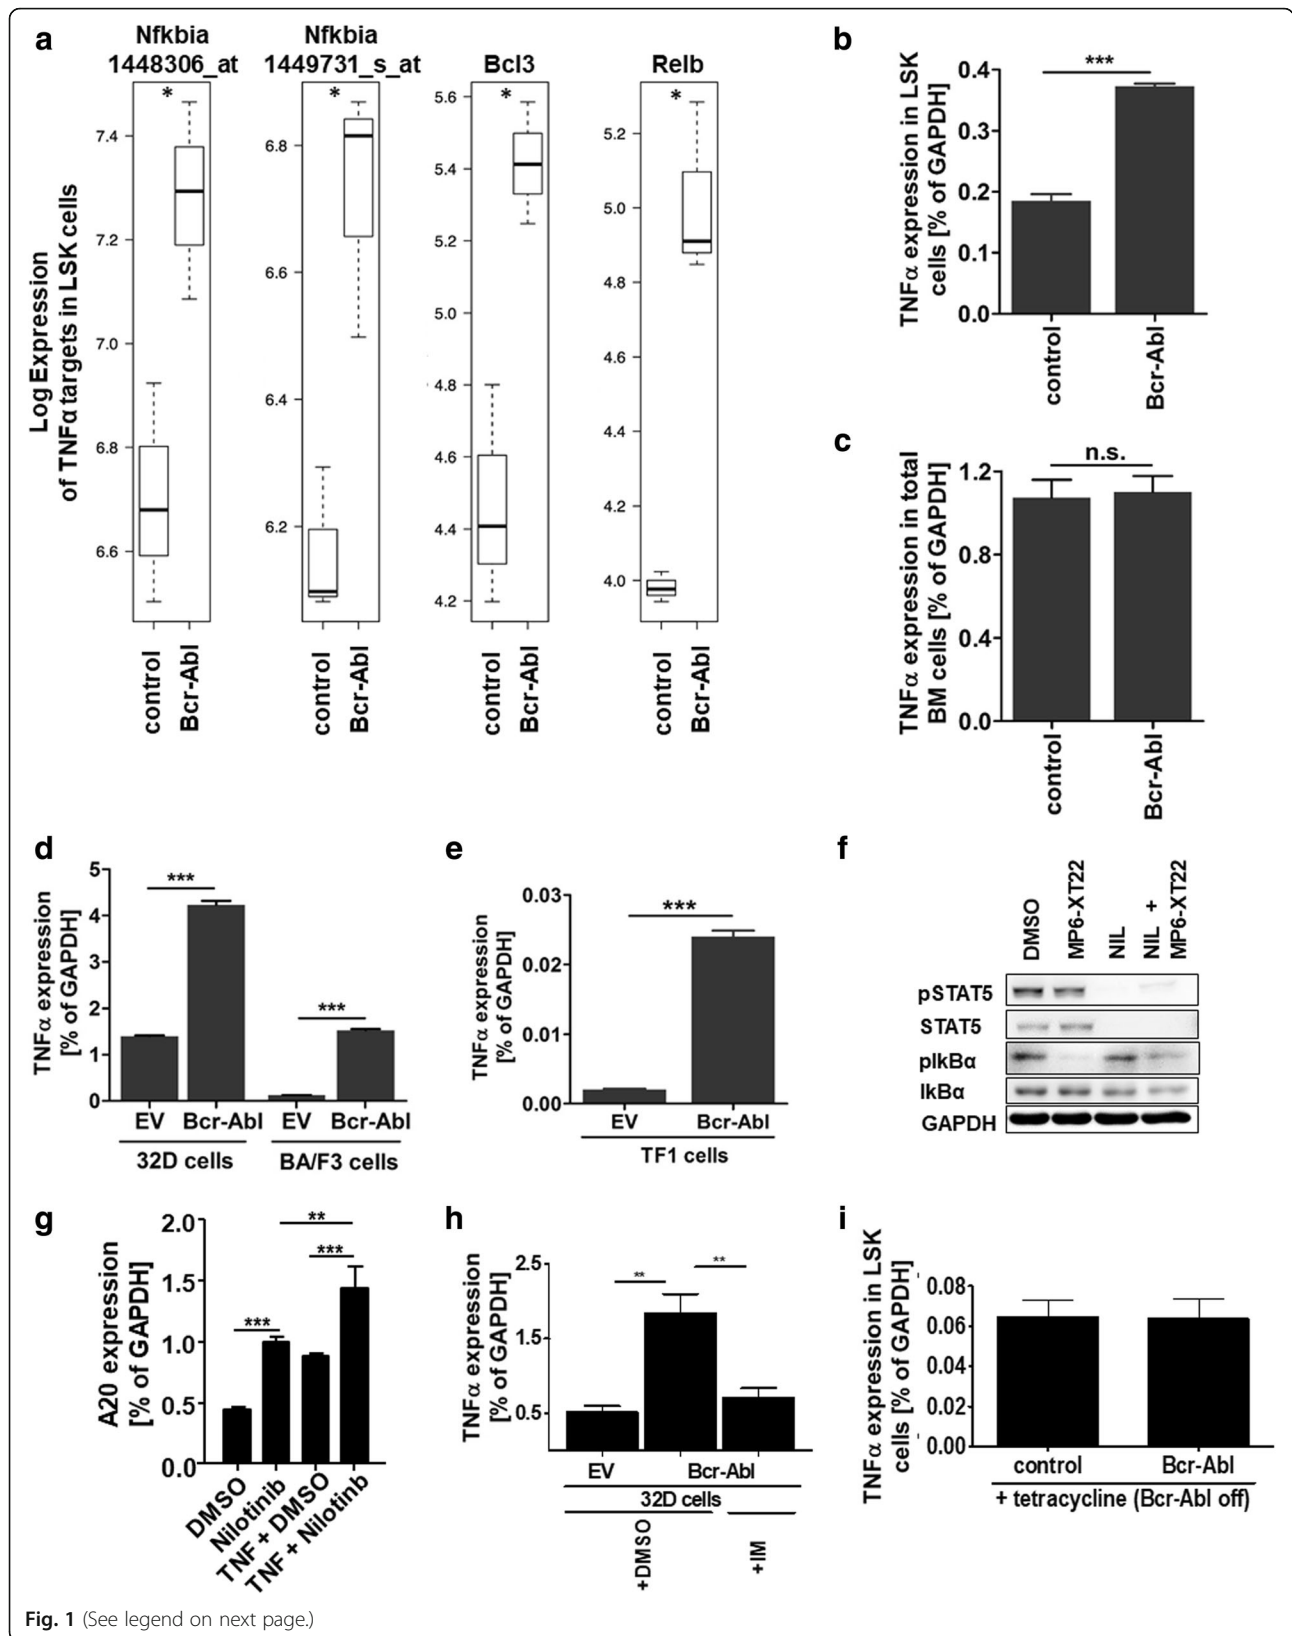 a
Nfkbia
1448306_at
Nfkbia
1449731_s_at
Bcl3
Relb
Log Expression
of TNFα targets in LSK cells
*
7.4
7.2
7.0
6.8
6.6
*
6.8
6.6
6.4
6.2
*
5.6
5.4
5.2
5.0
4.8
4.6
4.4
4.2
*
5.2
5.0
4.8
4.6
4.4
4.2
4.0
control
Bcr-Abl
control
Bcr-Abl
control
Bcr-Abl
control
Bcr-Abl
b
TNFα expression in LSK
cells [% of GAPDH]
0.4
0.3
0.2
0.1
0.0
***
control
Bcr-Abl
c
TNFα expression in total
BM cells [% of GAPDH]
1.2
0.8
0.4
0.0
n.s.
control
Bcr-Abl
d
TNFα expression
[% of GAPDH]
5
4
3
2
1
0
***
***
EV Bcr-Abl EV Bcr-Abl
32D cells BA/F3 cells
e
TNFα expression
[% of GAPDH]
0.03
0.02
0.01
0.00
***
EV Bcr-Abl
TF1 cells
f
DMSO
MP6-XT22
NIL
NIL +
MP6-XT22
pSTAT5
STAT5
pIkBα
IkBα
GAPDH
g
A20 expression
[% of GAPDH]
2.0
1.5
1.0
0.5
0.0
**
***
***
DMSO
Nilotinib
TNF + DMSO
TNF + Nilotinib
h
TNFα expression
[% of GAPDH]
2.5
1.5
0.5
**
**
EV Bcr-Abl
32D cells
+DMSO
+IM
i
TNFα expression in LSK
cells [% of GAPDH]
0.08
0.06
0.04
0.02
0.00
control Bcr-Abl
+ tetracycline (Bcr-Abl off)
Fig. 1 (See legend on next page.)